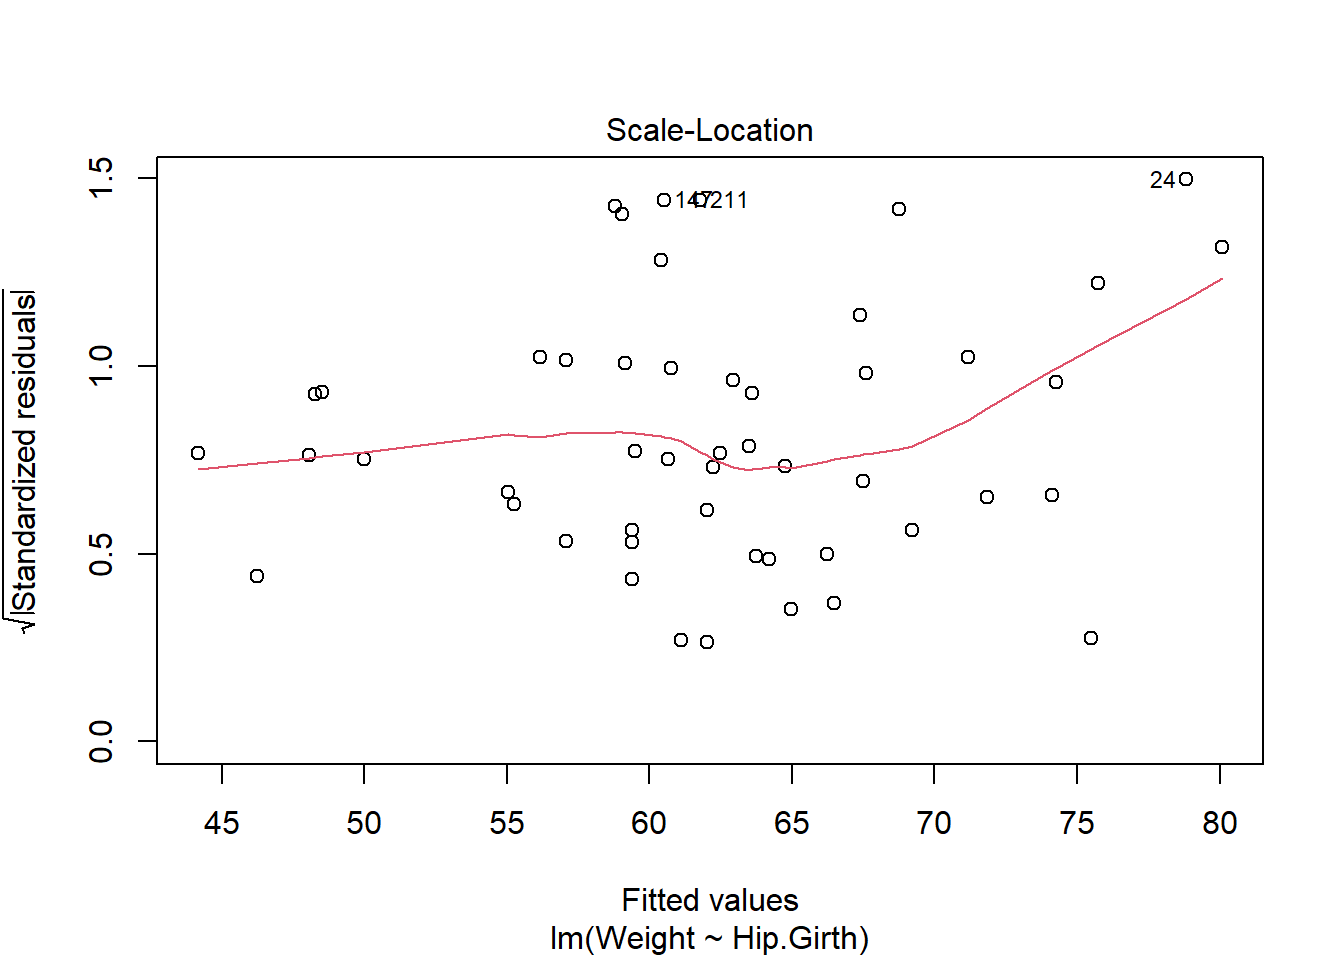 Scale-Location
√|Standardized residuals|
1.5
1.0
0.5
0.0
24
211
45 50 55 60 65 70 75 80
Fitted values
lm(Weight ~ Hip.Girth)